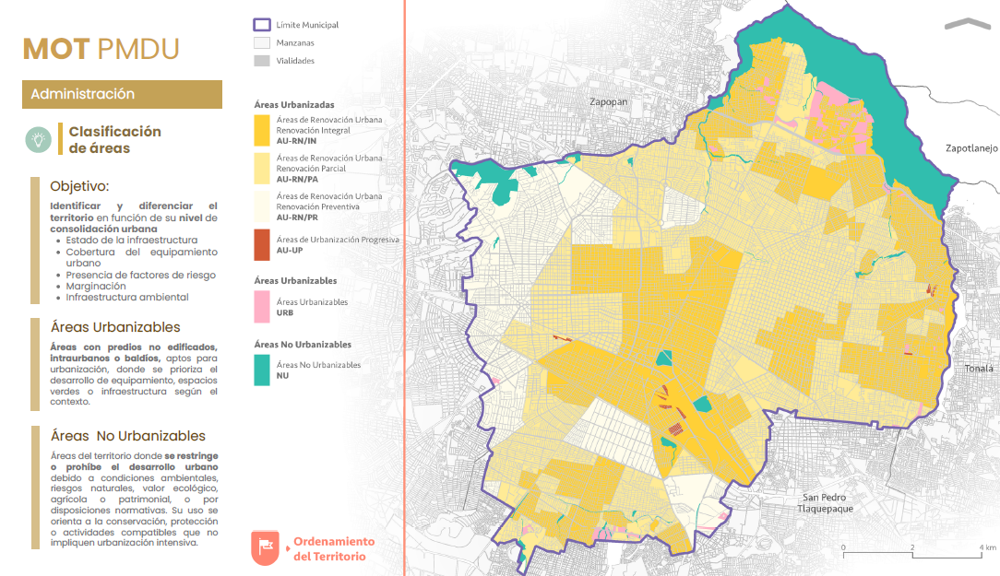 MOT PMDU
Administración
Clasificación
de áreas
Objetivo:
Identificar y diferenciar el
territorio en función de su nivel de
consolidación urbana
• Estado de la infraestructura
• Cobertura del equipamiento
urbano
• Presencia de factores de riesgo
• Marginación
• Infraestructura ambiental
Áreas Urbanizables
Áreas con predios no edificados,
intraurbanos o baldíos, aptos para
urbanización, donde se prioriza el
desarrollo de equipamiento, espacios
verdes o infraestructura según el
contexto.
Áreas No Urbanizables
Áreas del territorio donde se restringe
o prohíbe el desarrollo urbano
debido a condiciones ambientales,
riesgos naturales, valor ecológico,
agrícola o patrimonial, o por
disposiciones normativas. Su uso se
orienta a la conservación, protección
o actividades compatibles que no
impliquen urbanización intensiva.
Límite Municipal
Manzanas
Vialidades
Áreas Urbanizadas
Áreas de Renovación Urbana
Renovación Integral
AU-RN/IN
Áreas de Renovación Urbana
Renovación Parcial
AU-RN/PA
Áreas de Renovación Urbana
Renovación Preventiva
AU-RN/PR
Áreas de Urbanización Progresiva
AU-UP
Áreas Urbanizables
Áreas Urbanizables
URB
Áreas No Urbanizables
Áreas No Urbanizables
NU
Ordenamiento
del Territorio
Zapopan
Zapotlanejo
Tonalá
San Pedro
Tlaquepaque
0 2 4 km